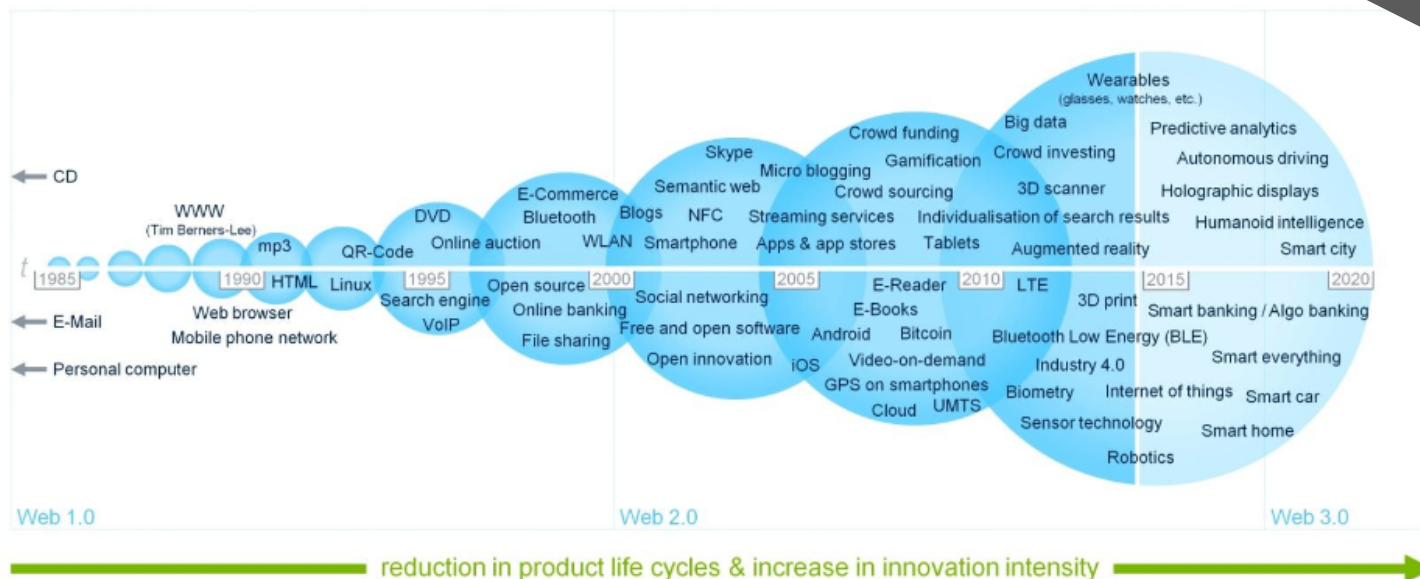 Wearables
(glasses, watches, etc.)
Big data
Predictive analytics
Crowd funding
Skype
Gamification
Crowd investing
Autonomous driving
Micro blogging
CD
Semantic web
Crowd sourcing
3D scanner
Holographic displays
E-Commerce
WWW
(Tim Berners-Lee)
DVD
Bluetooth
Blogs
NFC
Streaming services
Individualisation of search results
Humanoid intelligence
mp3
QR-Code
Online auction
WLAN
Smartphone
Apps & app stores
Tablets
Augmented reality
Smart city
t
1985
1990
1995
2000
2005
2010
2015
2020
HTML
Linux
Open source
E-Reader
LTE
Search engine
Social networking
3D print
Web browser
Online banking
E-Books
Smart banking / Algo banking
E-Mail
VoIP
Free and open software
Mobile phone network
File sharing
Android
Bitcoin
Bluetooth Low Energy (BLE)
Open innovation
iOS
Video-on-demand
Industry 4.0
Smart everything
Personal computer
GPS on smartphones
Biometry
Internet of things
Smart car
Cloud
UMTS
Sensor technology
Smart home
Robotics
Web 1.0
Web 2.0
Web 3.0
reduction in product life cycles & increase in innovation intensity